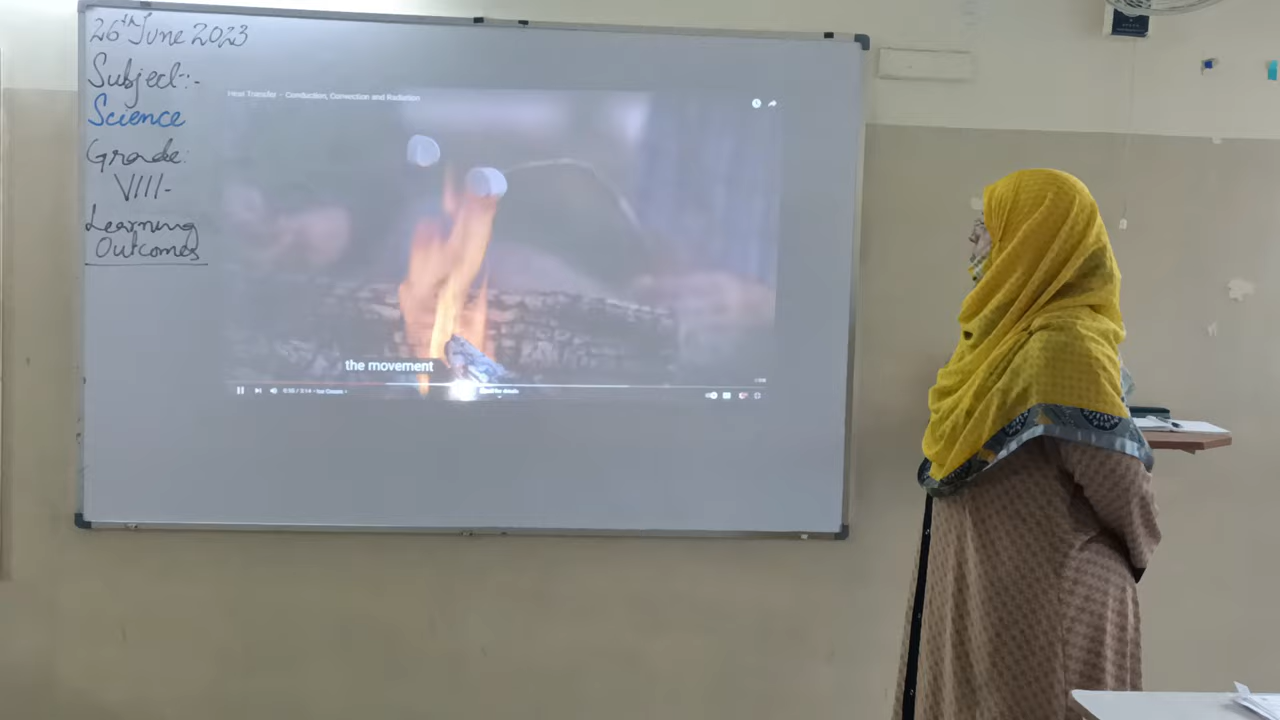 26th June 2023
Subject:-
Science
Grade:
VIII-
Learning
Outcomes
Heat Transfer - Conduction, Convection and Radiation
the movement